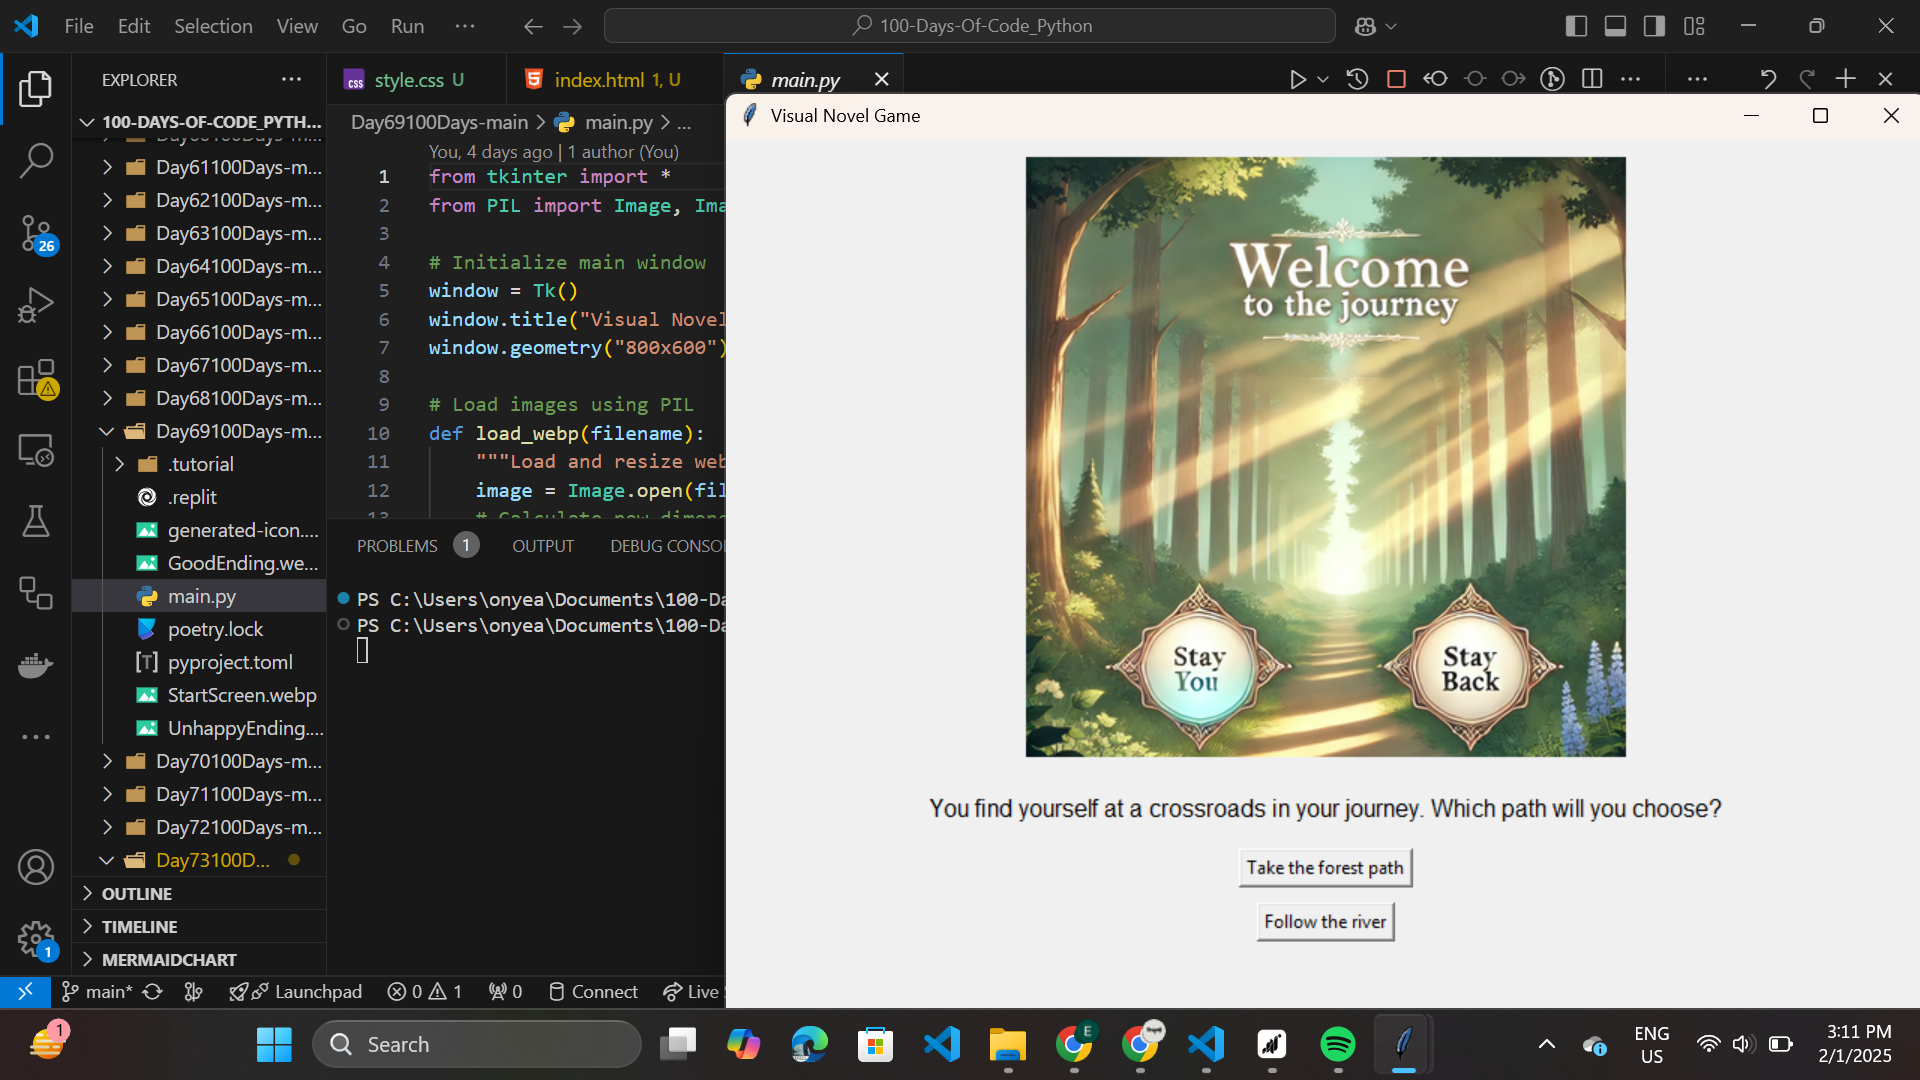 File Edit Selection View Go Run ···
100-Days-Of-Code_Python
EXPLORER ···
style.css U
index.html 1, U
main.py
100-DAYS-OF-CODE_PYTH...
Day61100Days-m...
Day62100Days-m...
Day63100Days-m...
Day64100Days-m...
Day65100Days-m...
Day66100Days-m...
Day67100Days-m...
Day68100Days-m...
Day69100Days-m...
.tutorial
.replit
generated-icon....
GoodEnding.we...
main.py
poetry.lock
pyproject.toml
StartScreen.webp
UnhappyEnding....
Day70100Days-m...
Day71100Days-m...
Day72100Days-m...
Day73100D...
OUTLINE
TIMELINE
MERMAIDCHART
26
1
Day69100Days-main > main.py > ...
You, 4 days ago | 1 author (You)
1 from tkinter import *
2 from PIL import Image, Ima
3
4 # Initialize main window
5 window = Tk()
6 window.title("Visual Novel
7 window.geometry("800x600")
8
9 # Load images using PIL
10 def load_webp(filename):
11 """Load and resize web
12 image = Image.open(fil
13 # Calculate new dimens
PROBLEMS 1 OUTPUT DEBUG CONSOL
PS C:\Users\onyea\Documents\100-Da
PS C:\Users\onyea\Documents\100-Da
Visual Novel Game
Welcome
to the journey
Stay
You
Stay
Back
You find yourself at a crossroads in your journey. Which path will you choose?
Take the forest path
Follow the river
main* Launchpad 0 1 0 Connect Live
1
Search
E
ENG
US
3:11 PM
2/1/2025